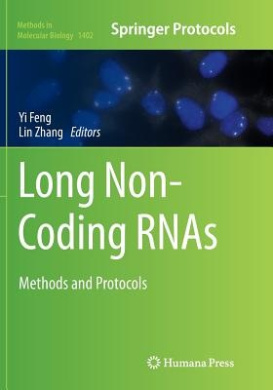 Methods in
Molecular Biology 1402
Springer Protocols
Yi Feng
Lin Zhang Editors
Long Non-
Coding RNAs
Methods and Protocols
Humana Press